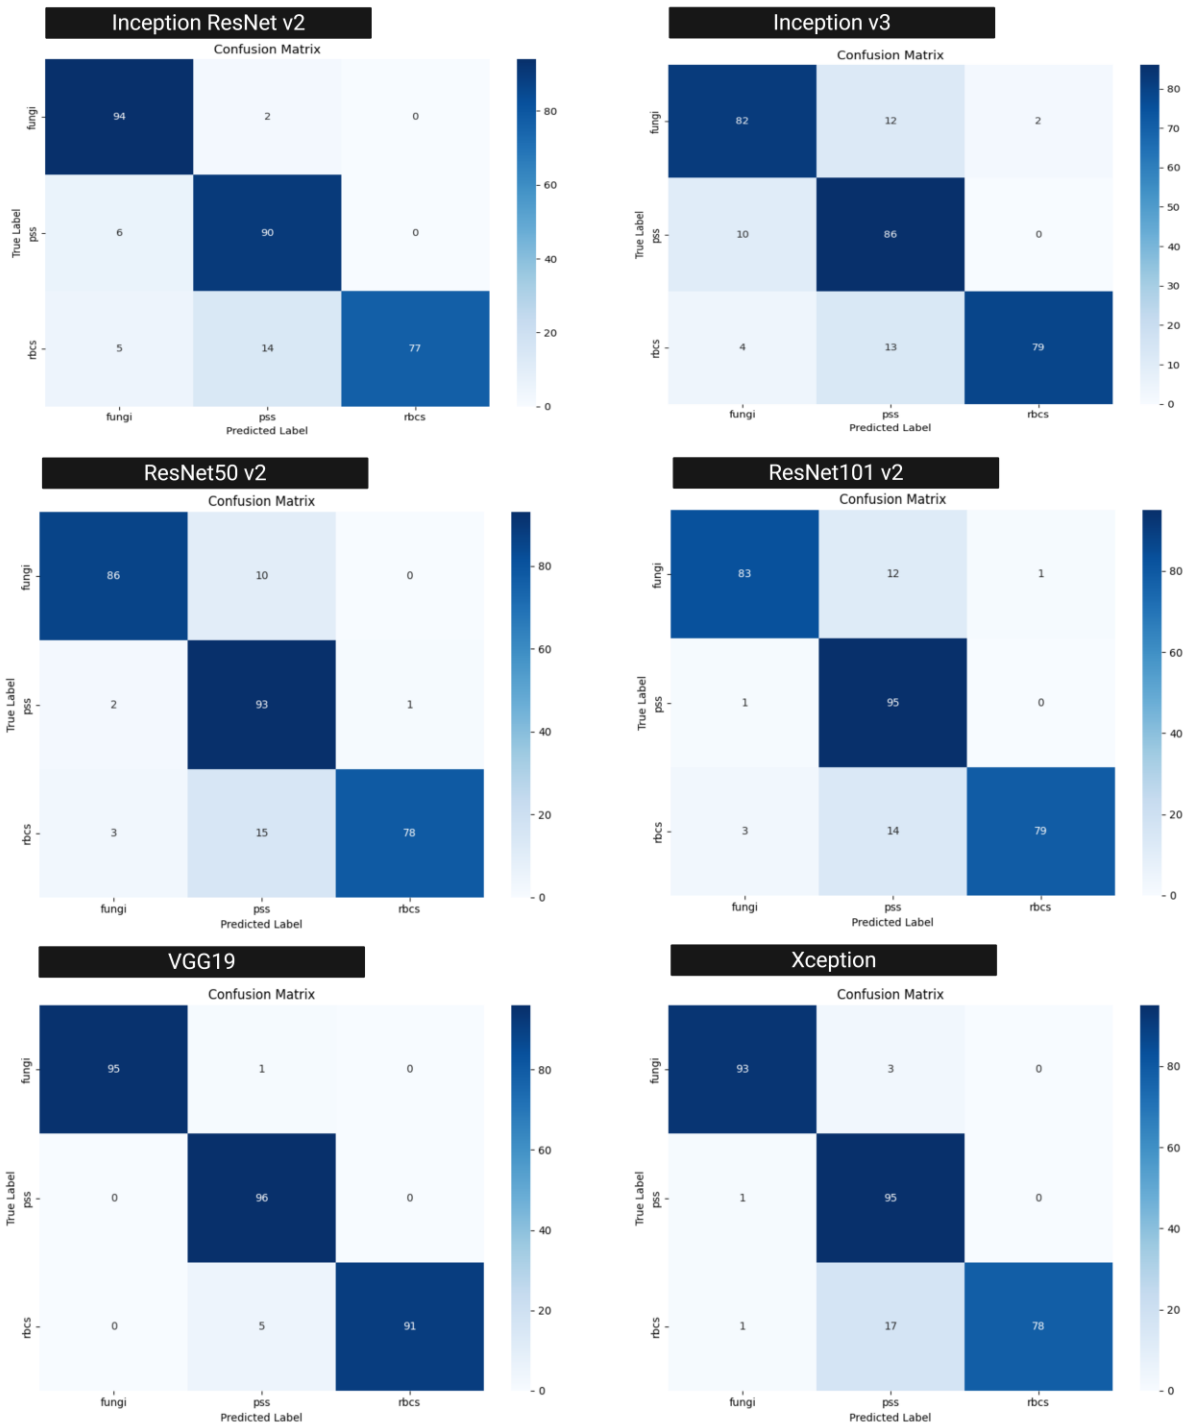 Inception ResNet v2
Confusion Matrix
fungi 94 2 0 80
60
True Label pss 6 90 0
40
20
rbcs 5 14 77
0
fungi pss rbcs
Predicted Label
Inception v3
Confusion Matrix
80
fungi 82 12 2 70
60
50
True Label pss 10 86 0
40
30
20
rbcs 4 13 79
10
0
fungi pss rbcs
Predicted Label
ResNet50 v2
Confusion Matrix
fungi 86 10 0
80
60
True Label pss 2 93 1
40
20
rbcs 3 15 78
0
fungi pss rbcs
Predicted Label
ResNet101 v2
Confusion Matrix
fungi 83 12 1
80
60
True Label pss 1 95 0
40
20
rbcs 3 14 79
0
fungi pss rbcs
Predicted Label
VGG19
Confusion Matrix
fungi 95 1 0
80
60
True Label pss 0 96 0
40
20
rbcs 0 5 91
0
fungi pss rbcs
Predicted Label
Xception
Confusion Matrix
fungi 93 3 0
80
60
True Label pss 1 95 0
40
20
rbcs 1 17 78
0
fungi pss rbcs
Predicted Label